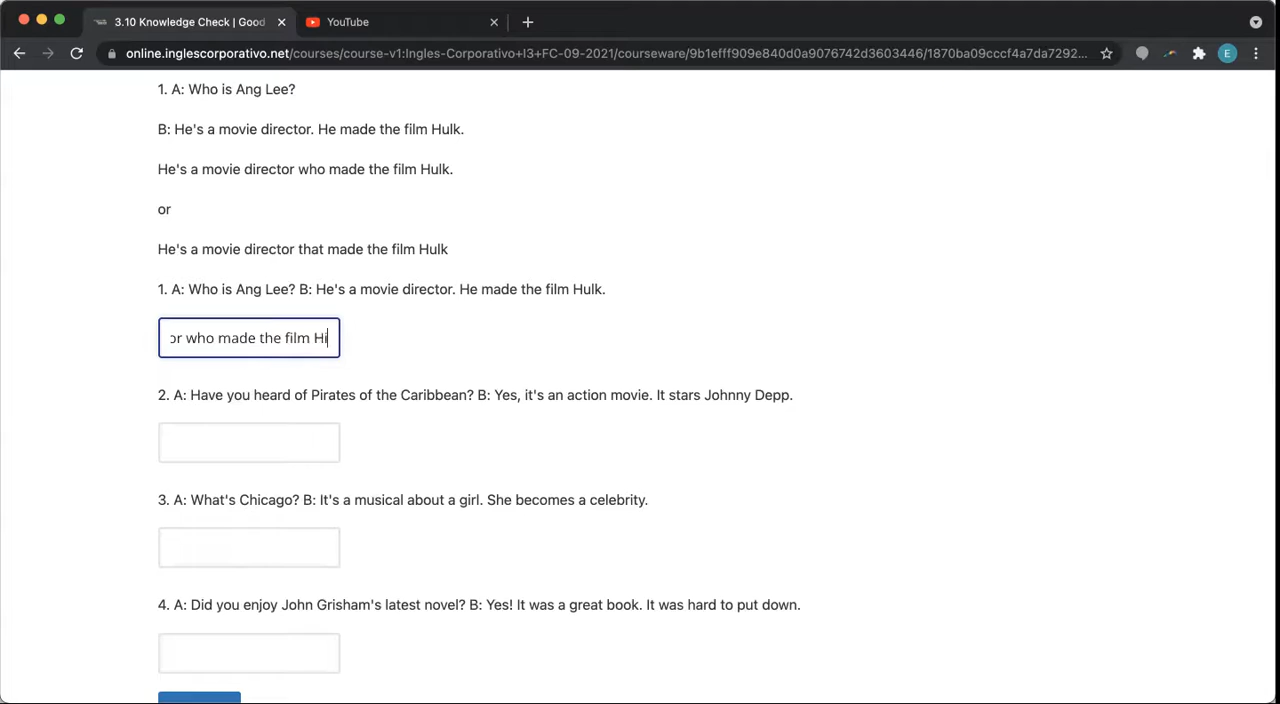 3.10 Knowledge Check | Good
YouTube
online.inglescorporativo.net/courses/course-v1:Ingles-Corporativo+I3+FC-09-2021/courseware/9b1efff909e840d0a9076742d3603446/1870ba09cccf4a7da7292...
E
1. A: Who is Ang Lee?
B: He's a movie director. He made the film Hulk.
He's a movie director who made the film Hulk.
or
He's a movie director that made the film Hulk
1. A: Who is Ang Lee? B: He's a movie director. He made the film Hulk.
or who made the film Hi
2. A: Have you heard of Pirates of the Caribbean? B: Yes, it's an action movie. It stars Johnny Depp.
3. A: What's Chicago? B: It's a musical about a girl. She becomes a celebrity.
4. A: Did you enjoy John Grisham's latest novel? B: Yes! It was a great book. It was hard to put down.